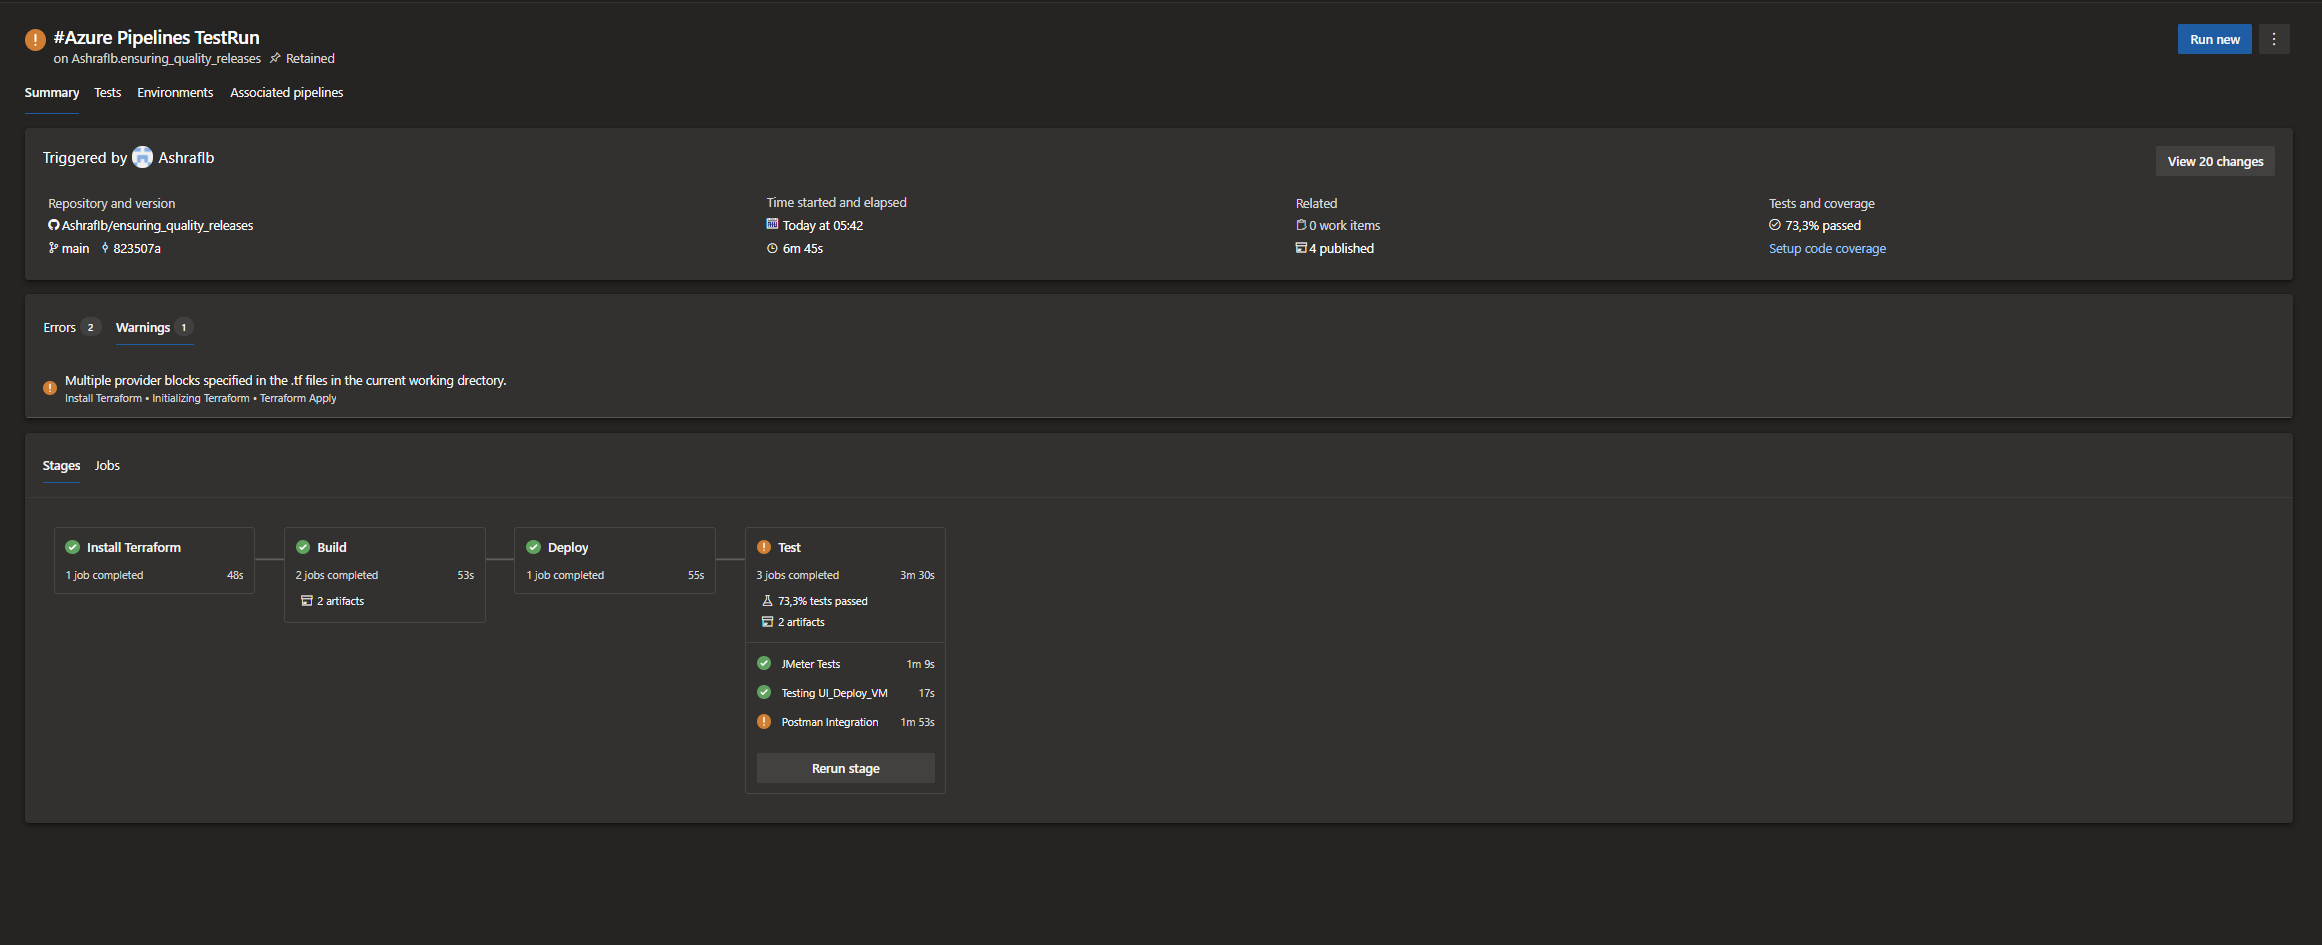 #Azure Pipelines TestRun
on Ashraflb.ensuring_quality_releases Retained
Run new
Summary Tests Environments Associated pipelines
Triggered by Ashraflb
View 20 changes
Repository and version
Ashraflb/ensuring_quality_releases
main 823507a
Time started and elapsed
Today at 05:42
6m 45s
Related
0 work items
4 published
Tests and coverage
73,3% passed
Setup code coverage
Errors 2 Warnings 1
Multiple provider blocks specified in the .tf files in the current working drectory.
Install Terraform • Initializing Terraform • Terraform Apply
Stages Jobs
Install Terraform
1 job completed 48s
Build
2 jobs completed 53s
2 artifacts
Deploy
1 job completed 55s
Test
3 jobs completed 3m 30s
73,3% tests passed
2 artifacts
JMeter Tests 1m 9s
Testing UI_Deploy_VM 17s
Postman Integration 1m 53s
Rerun stage